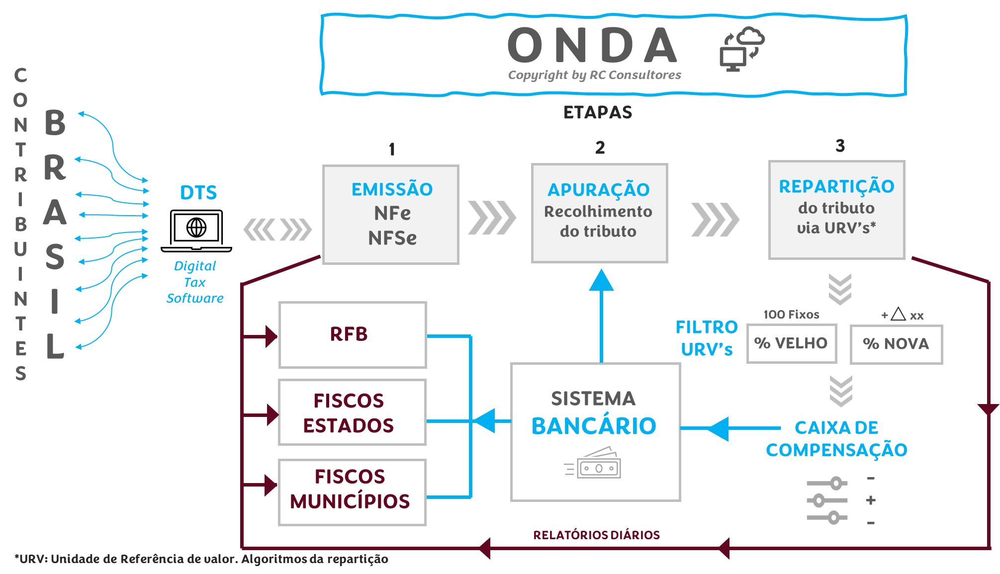 ONDA
Copyright by RC Consultores
ETAPAS
CONTRIBUINTES
BRASIL
DTS
Digital
Tax
Software
1
EMISSÃO
NFe
NFSe
2
APURAÇÃO
Recolhimento
do tributo
3
REPARTIÇÃO
do tributo
via URV's*
100 Fixos
% VELHO
+ △ xx
% NOVA
FILTRO
URV's
CAIXA DE
COMPENSAÇÃO
-
+
-
SISTEMA
BANCÁRIO
RFB
FISCOS
ESTADOS
FISCOS
MUNICÍPIOS
RELATÓRIOS DIÁRIOS
*URV: Unidade de Referência de valor. Algoritmos da repartição